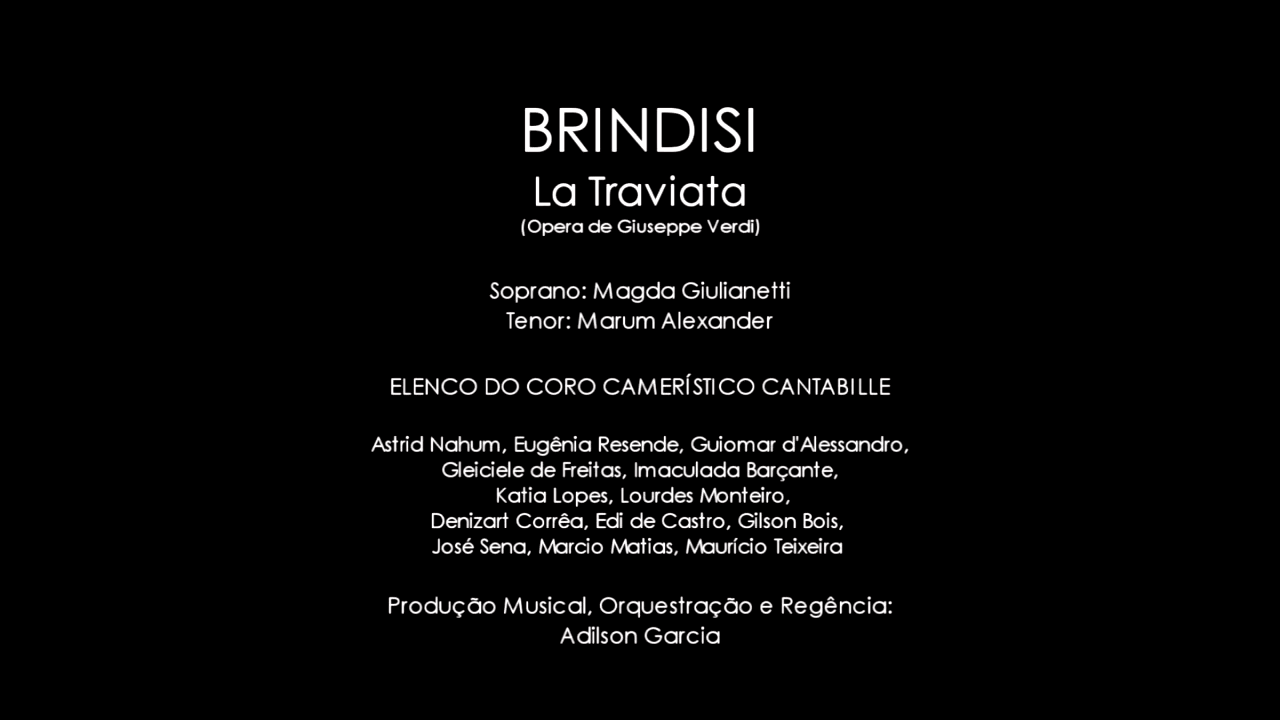 BRINDISI
La Traviata
(Opera de Giuseppe Verdi)
Soprano: Magda Giulianetti
Tenor: Marum Alexander
ELENCO DO CORO CAMERÍSTICO CANTABILLE
Astrid Nahum, Eugênia Resende, Guiomar d'Alessandro,
Gleiciele de Freitas, Imaculada Barçante,
Katia Lopes, Lourdes Monteiro,
Denizart Corrêa, Edi de Castro, Gilson Bois,
José Sena, Marcio Matias, Maurício Teixeira
Produção Musical, Orquestração e Regência:
Adilson Garcia